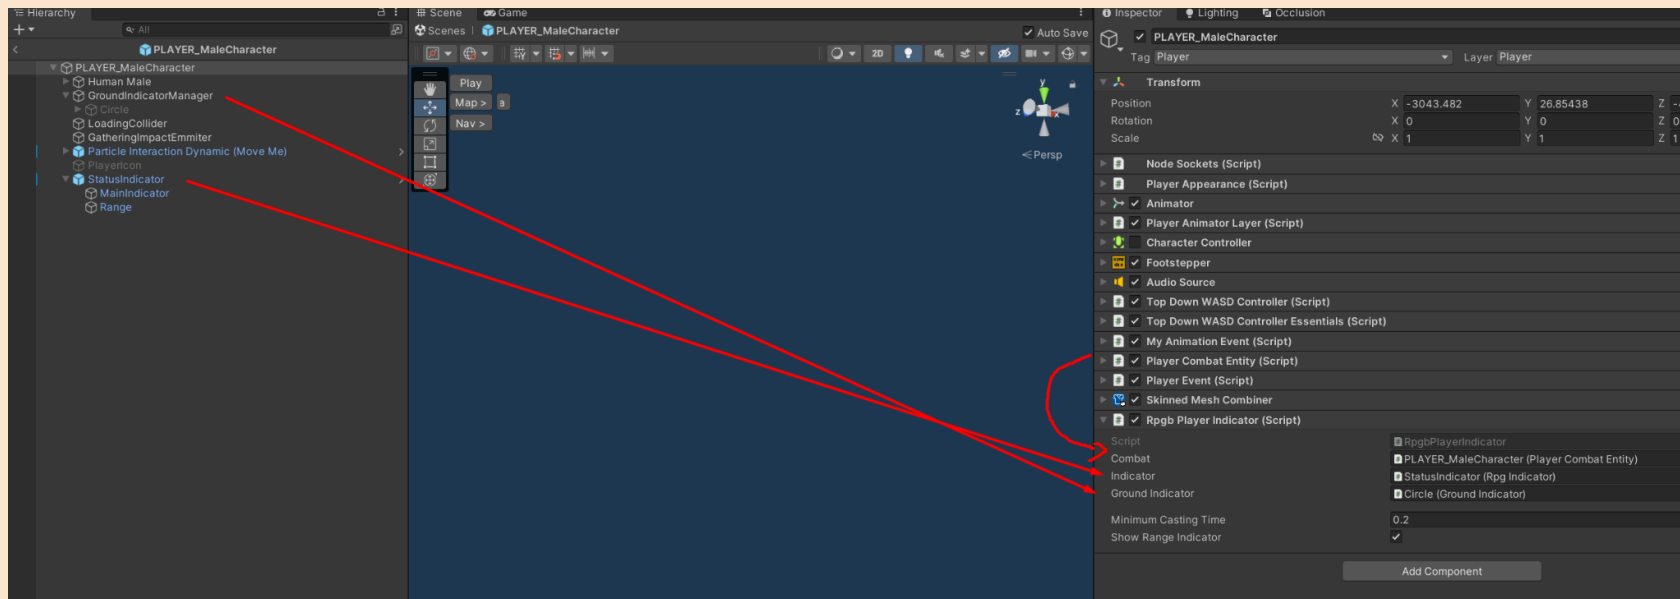 Hierarchy
All
PLAYER_MaleCharacter
PLAYER_MaleCharacter
Human Male
GroundIndicatorManager
Circle
LoadingCollider
GatheringImpactEmmiter
Particle Interaction Dynamic (Move Me)
PlayerIcon
StatusIndicator
MainIndicator
Range
Scene Game
Scenes PLAYER_MaleCharacter Auto Save
2D
Play
Map > a
Nav >
y
z
Persp
Inspector Lighting Occlusion
PLAYER_MaleCharacter
Tag Player Layer Player
Transform
Position X -3043.482 Y 26.85438 Z
Rotation X 0 Y 0 Z 0
Scale X 1 Y 1 Z 1
Node Sockets (Script)
Player Appearance (Script)
Animator
Player Animator Layer (Script)
Character Controller
Footstepper
Audio Source
Top Down WASD Controller (Script)
Top Down WASD Controller Essentials (Script)
My Animation Event (Script)
Player Combat Entity (Script)
Player Event (Script)
Skinned Mesh Combiner
Rpgb Player Indicator (Script)
Script RpgbPlayerIndicator
Combat PLAYER_MaleCharacter (Player Combat Entity)
Indicator StatusIndicator (Rpg Indicator)
Ground Indicator Circle (Ground Indicator)
Minimum Casting Time 0.2
Show Range Indicator
Add Component